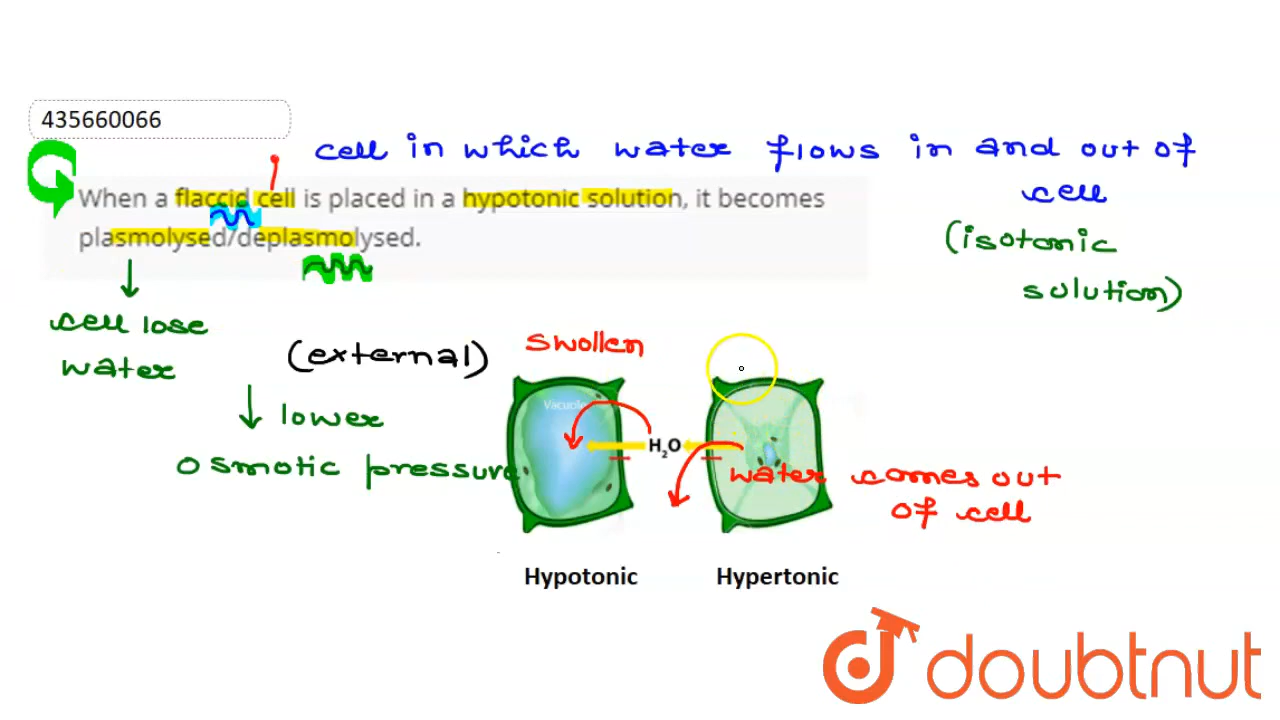 435660066
cell in which water flows in and out of
cell
(isotonic
solution)
When a flaccid cell is placed in a hypotonic solution, it becomes
plasmolysed/deplasmolysed.
cell lose
water
(external)
lower
osmotic pressure
swollen
Vacuole
H₂O
water comes out
of cell
Hypotonic
Hypertonic
doubtnut